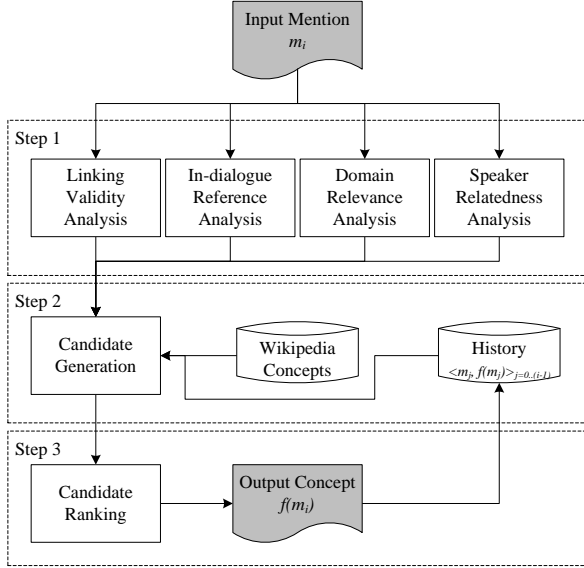 Input Mention
m_i
Step 1
Linking
Validity
Analysis
In-dialogue
Reference
Analysis
Domain
Relevance
Analysis
Speaker
Relatedness
Analysis
Step 2
Candidate
Generation
Wikipedia
Concepts
History
<m_j, f(m_j)>_{j=0..(i-1)}
Step 3
Candidate
Ranking
Output Concept
f(m_i)